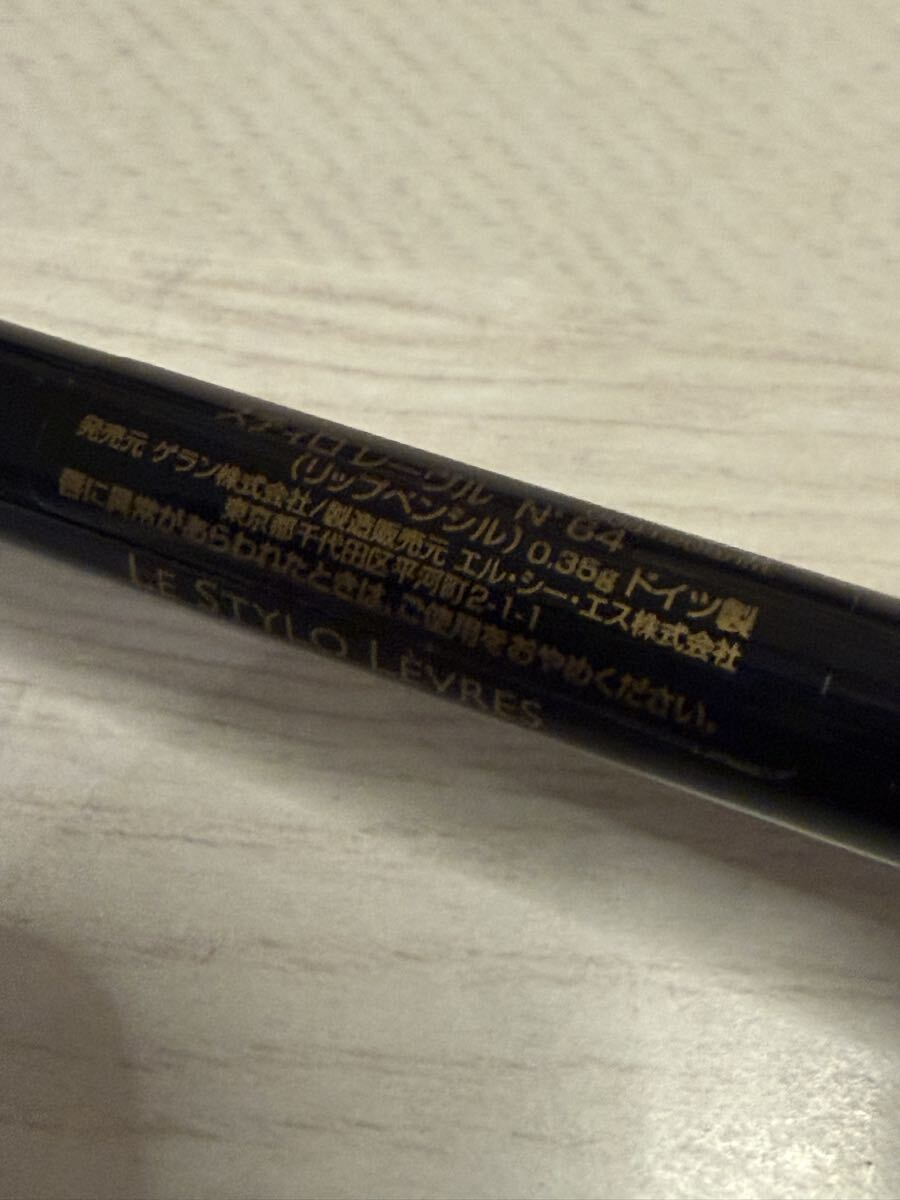 スティロ レーヴル N°64
(リップペンシル) 0.35g ドイツ製
発売元 ゲラン株式会社/製造販売元 エル・シー・エス株式会社
東京都千代田区平河町2-1-1
唇に異常があらわれたときは、ご使用をおやめください。
LE STYLO LÈVRES